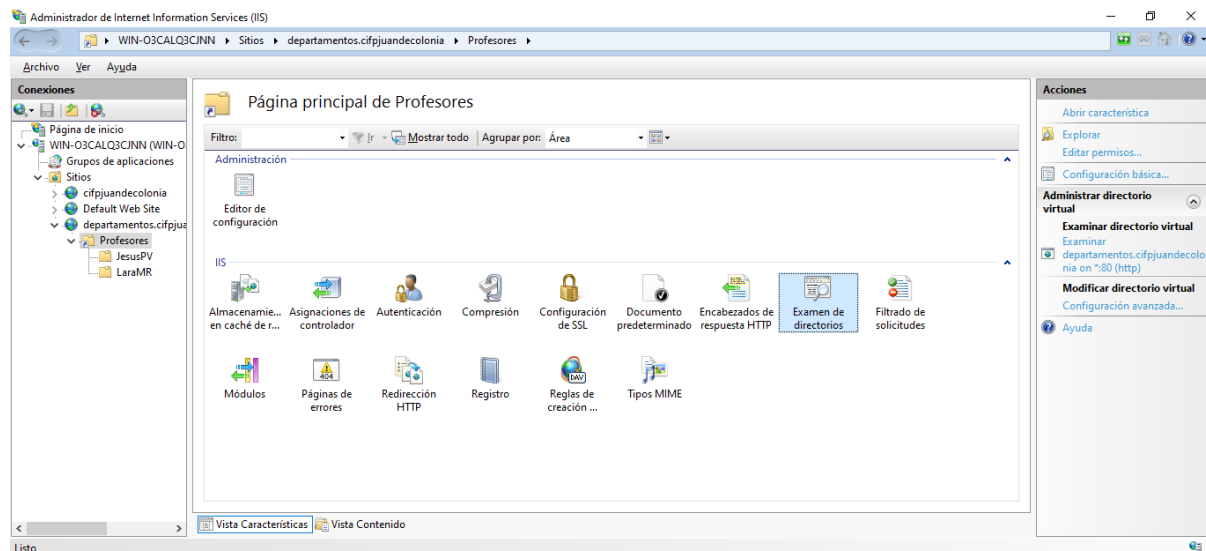 Administrador de Internet Information Services (IIS)
WIN-O3CALQ3CJNN
Sitios
departamentos.cifpjuandecolonia
Profesores
Archivo Ver Ayuda
Conexiones
Página de inicio
WIN-O3CALQ3CJNN (WIN-O
Grupos de aplicaciones
Sitios
cifpjuandecolonia
Default Web Site
departamentos.cifpjua
Profesores
JesusPV
LaraMR
Página principal de Profesores
Filtro: Ir Mostrar todo Agrupar por: Área
Administración
Editor de
configuración
IIS
Almacenamie...
en caché de r...
Asignaciones de
controlador
Autenticación
Compresión
Configuración
de SSL
Documento
predeterminado
Encabezados de
respuesta HTTP
Examen de
directorios
Filtrado de
solicitudes
Módulos
404
Páginas de
errores
Redirección
HTTP
Registro
DAV
Reglas de
creación ...
Tipos MIME
Vista Características Vista Contenido
Acciones
Abrir característica
Explorar
Editar permisos...
Configuración básica...
Administrar directorio
virtual
Examinar directorio virtual
Examinar
departamentos.cifpjuandecolo
nia on *:80 (http)
Modificar directorio virtual
Configuración avanzada...
Ayuda
Listo